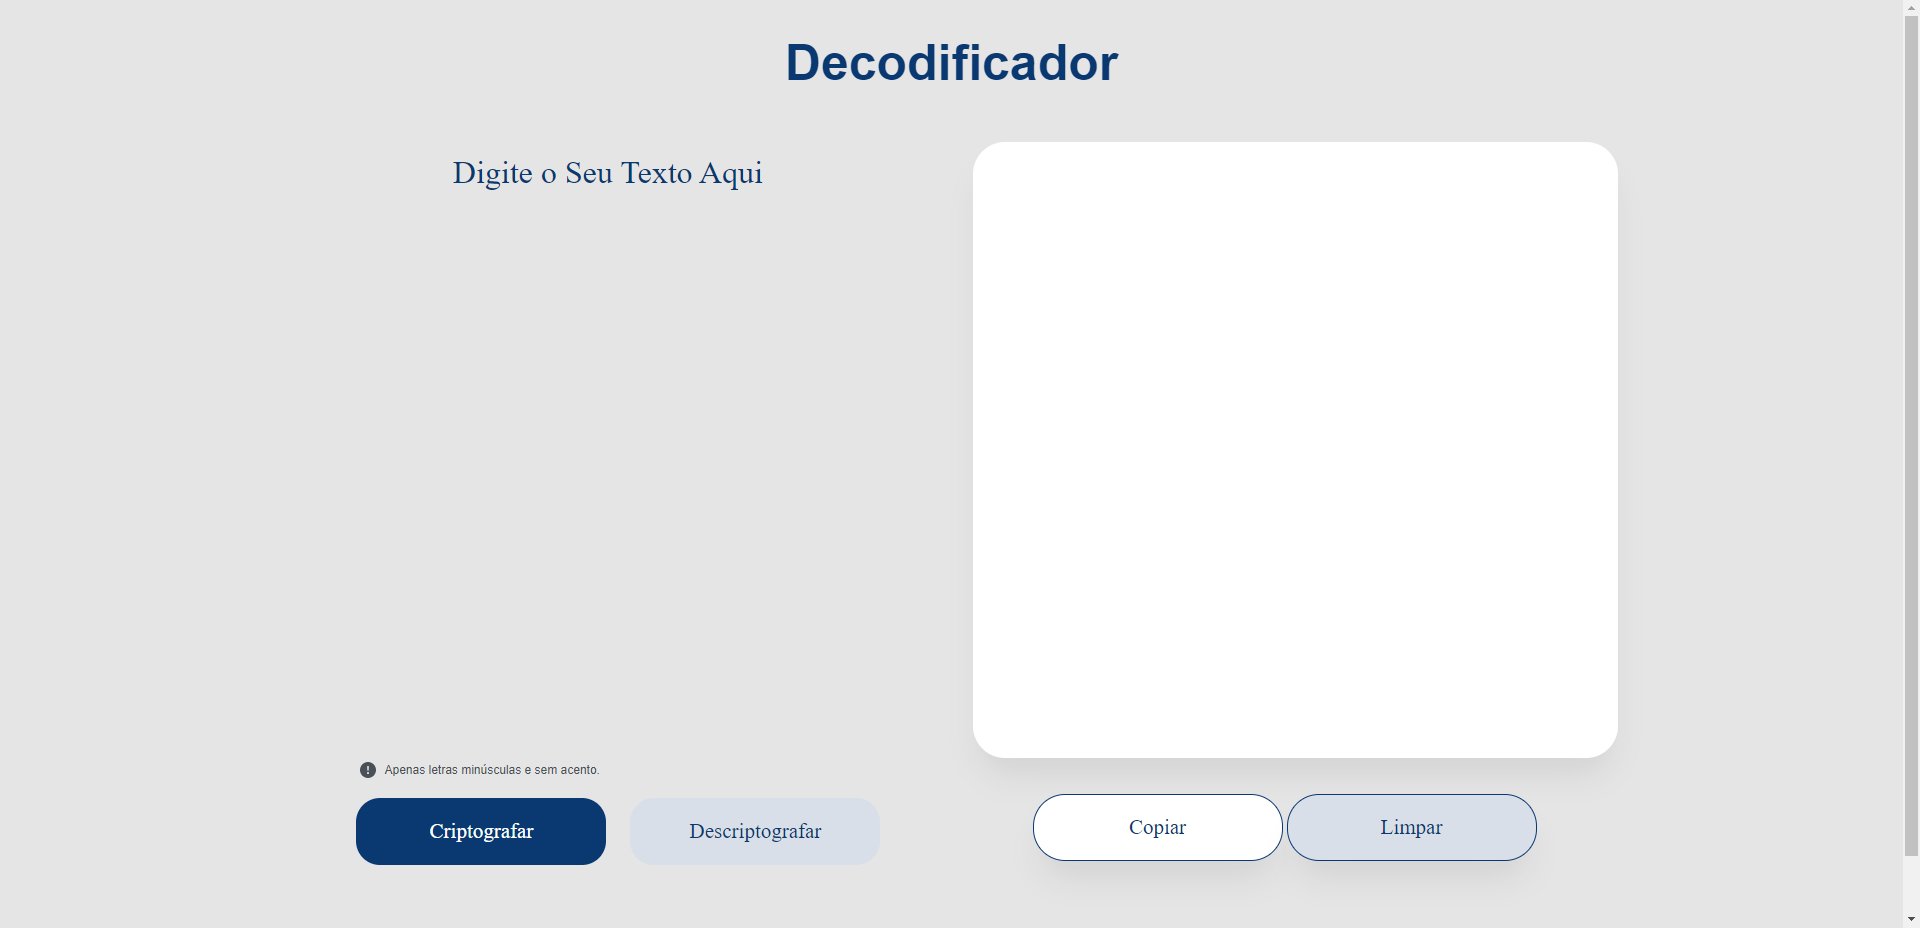 Decodificador
Digite o Seu Texto Aqui
! Apenas letras minúsculas e sem acento.
Criptografar
Descriptografar
Copiar
Limpar